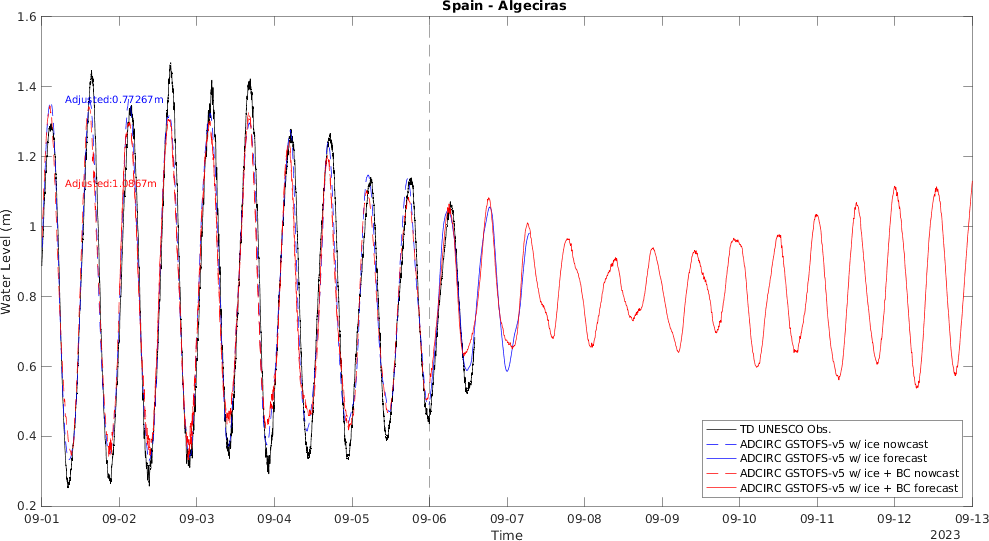 Spain - Algeciras
1.6
1.4
1.2
1
0.8
0.6
0.4
0.2
Water Level (m)
Adjusted:0.77267m
Adjusted:1.0867m
TD UNESCO Obs.
ADCIRC GSTOFS-v5 w/ ice nowcast
ADCIRC GSTOFS-v5 w/ ice forecast
ADCIRC GSTOFS-v5 w/ ice + BC nowcast
ADCIRC GSTOFS-v5 w/ ice + BC forecast
09-01 09-02 09-03 09-04 09-05 09-06 09-07 09-08 09-09 09-10 09-11 09-12 09-13
Time
2023